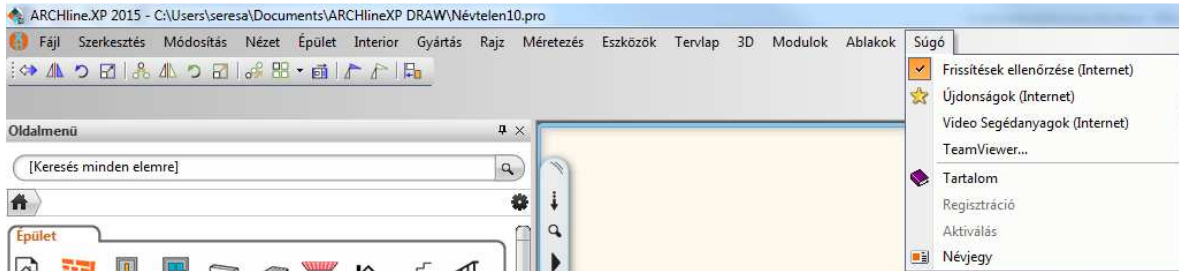 ARCHline.XP 2015 - C:\Users\seresa\Documents\ARCHlineXP DRAW\Névtelen10.pro
Fájl Szerkesztés Módosítás Nézet Épület Interior Gyártás Rajz Méretezés Eszközök Tervlap 3D Modulok Ablakok Súgó
Frissítések ellenőrzése (Internet)
Újdonságok (Internet)
Video Segédanyagok (Internet)
TeamViewer...
Tartalom
Regisztráció
Aktiválás
Névjegy
Oldalmenü
[Keresés minden elemre]
Épület